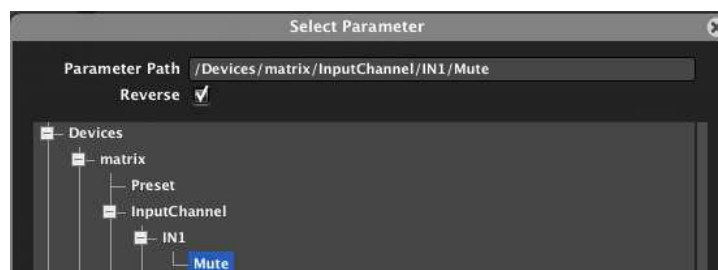 Select Parameter
Parameter Path /Devices/matrix/InputChannel/IN1/Mute
Reverse
Devices
matrix
Preset
InputChannel
IN1
Mute